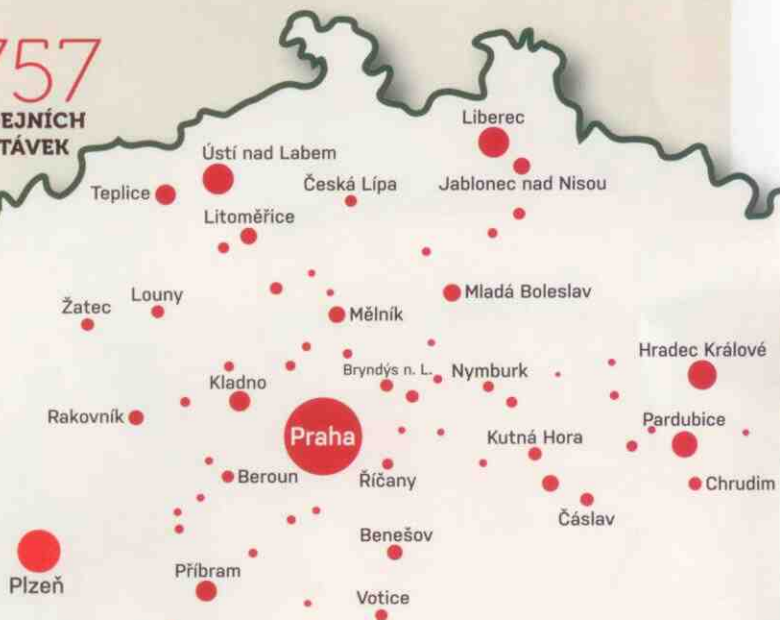 757
EJNÍCH
TÁVEK
Liberec
Ústí nad Labem
Teplice
Česká Lípa
Jablonec nad Nisou
Litoměřice
Žatec
Louny
Mladá Boleslav
Mělník
Hradec Králové
Bryndýs n. L.
Nymburk
Kladno
Rakovník
Praha
Pardubice
Kutná Hora
Beroun
Říčany
Chrudim
Čáslav
Benešov
Plzeň
Příbram
Votice